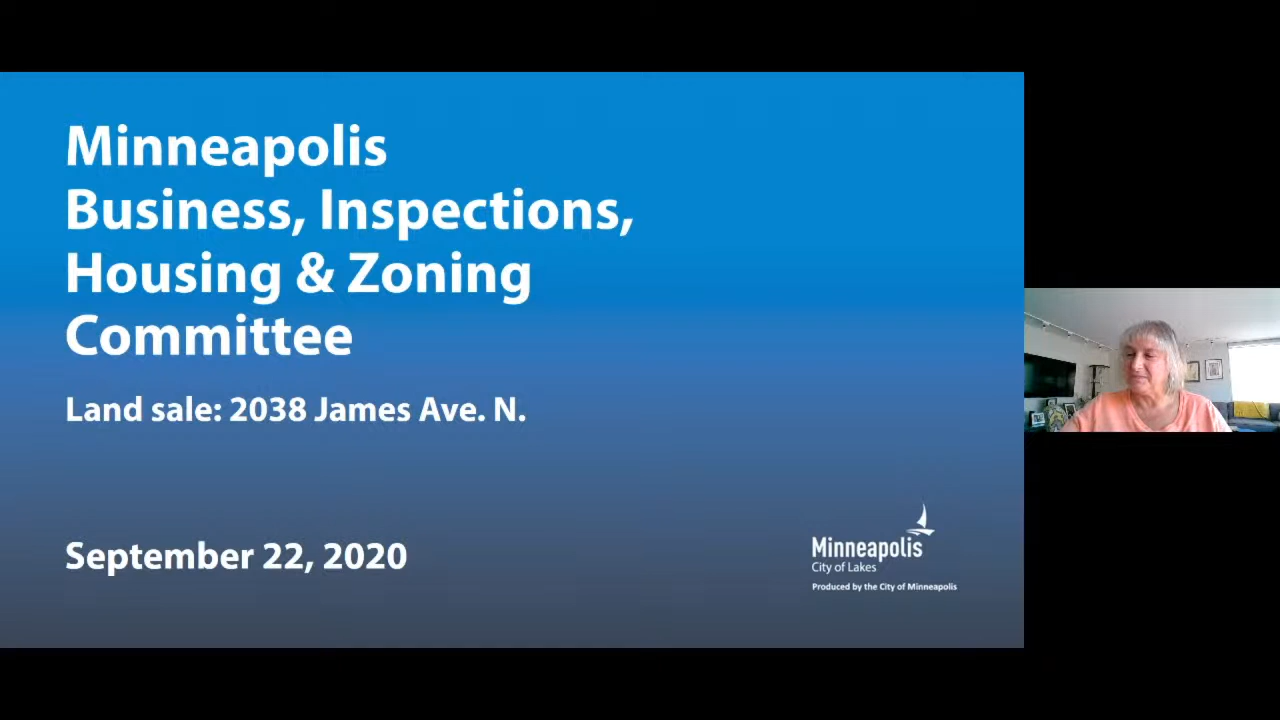 Minneapolis
Business, Inspections,
Housing & Zoning
Committee
Land sale: 2038 James Ave. N.
September 22, 2020
Minneapolis
City of Lakes
Produced by the City of Minneapolis